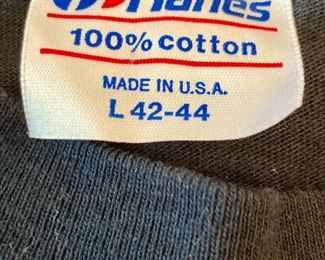 Hanes
100% cotton
MADE IN U.S.A.
L 42-44